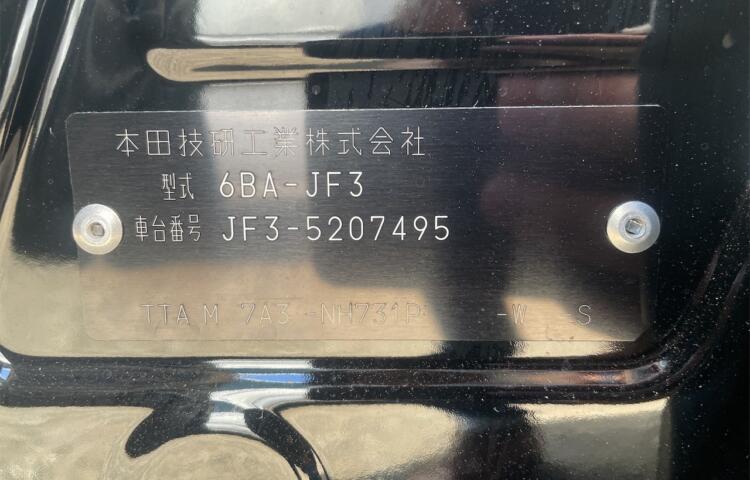 本田技研工業株式会社
型式 6BA-JF3
車台番号 JF3-5207495
TTA M 7A3 -NH731P -W S